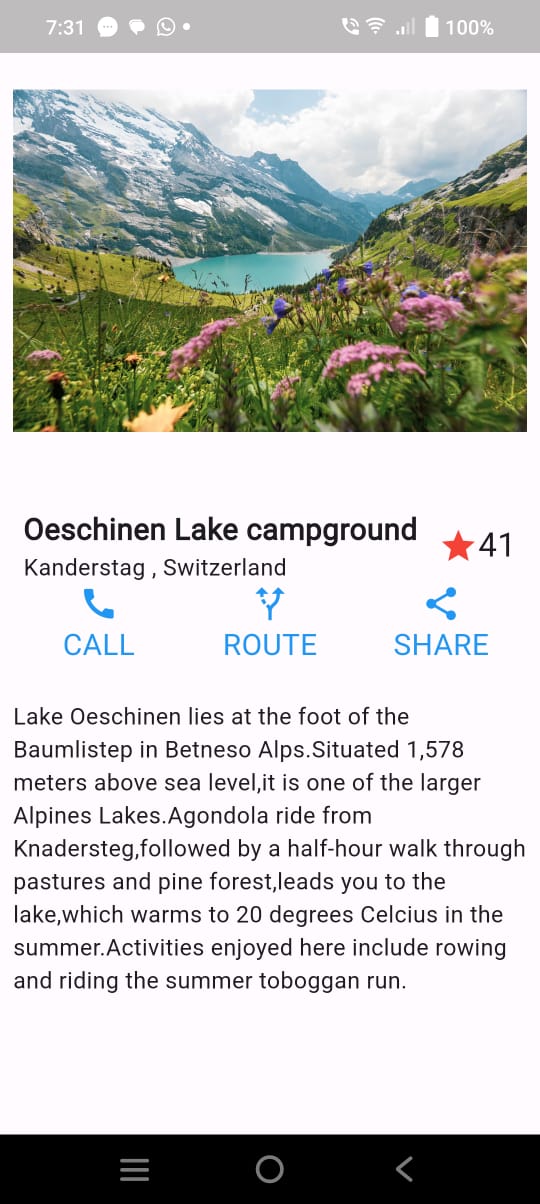 7:31
100%
Oeschinen Lake campground
41
Kanderstag , Switzerland
CALL
ROUTE
SHARE
Lake Oeschinen lies at the foot of the
Baumlistep in Betneso Alps.Situated 1,578
meters above sea level,it is one of the larger
Alpines Lakes.Agondola ride from
Knadersteg,followed by a half-hour walk through
pastures and pine forest,leads you to the
lake,which warms to 20 degrees Celcius in the
summer.Activities enjoyed here include rowing
and riding the summer toboggan run.